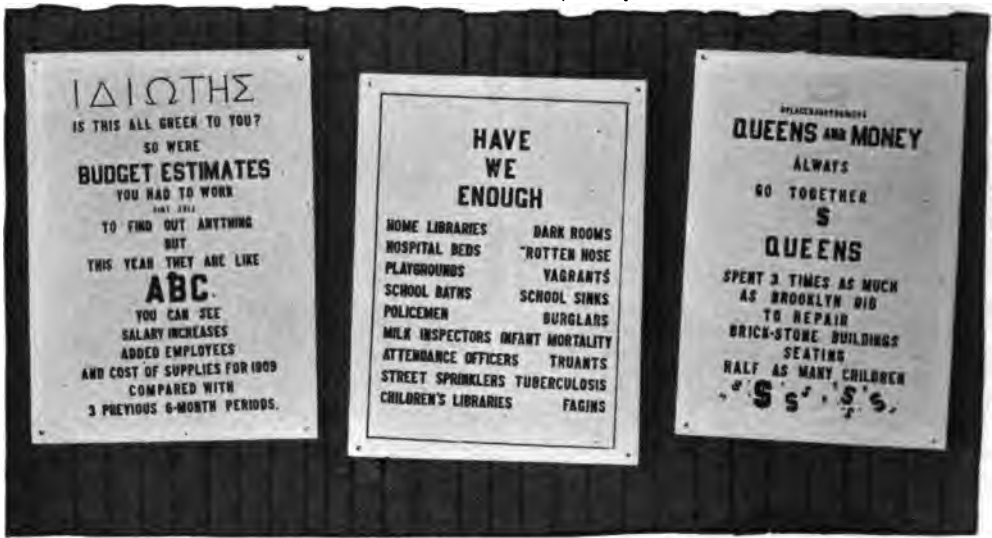 ΙΔΙΩΤΗΣ
IS THIS ALL GREEK TO YOU?
SO WERE
BUDGET ESTIMATES
YOU HAD TO WORK
TO FIND OUT ANYTHING
BUT
THIS YEAR THEY ARE LIKE
ABC.
YOU CAN SEE
SALARY INCREASES
ADDED EMPLOYEES
AND COST OF SUPPLIES FOR 1909
COMPARED WITH
3 PREVIOUS 6-MONTH PERIODS.
HAVE
WE
ENOUGH
HOME LIBRARIES DARK ROOMS
HOSPITAL BEDS ROTTEN HOSE
PLAYGROUNDS VAGRANTS
SCHOOL BATHS SCHOOL SINKS
POLICEMEN BURGLARS
MILK INSPECTORS INFANT MORTALITY
ATTENDANCE OFFICERS TRUANTS
STREET SPRINKLERS TUBERCULOSIS
CHILDREN'S LIBRARIES FAGINS
QUEENS AND MONEY
ALWAYS
GO TOGETHER
$
QUEENS
SPENT 3 TIMES AS MUCH
AS BROOKLYN DID
TO REPAIR
BRICK-STONE BUILDINGS
SEATING
HALF AS MANY CHILDREN
$ $ $ $ $ $ $ $ $